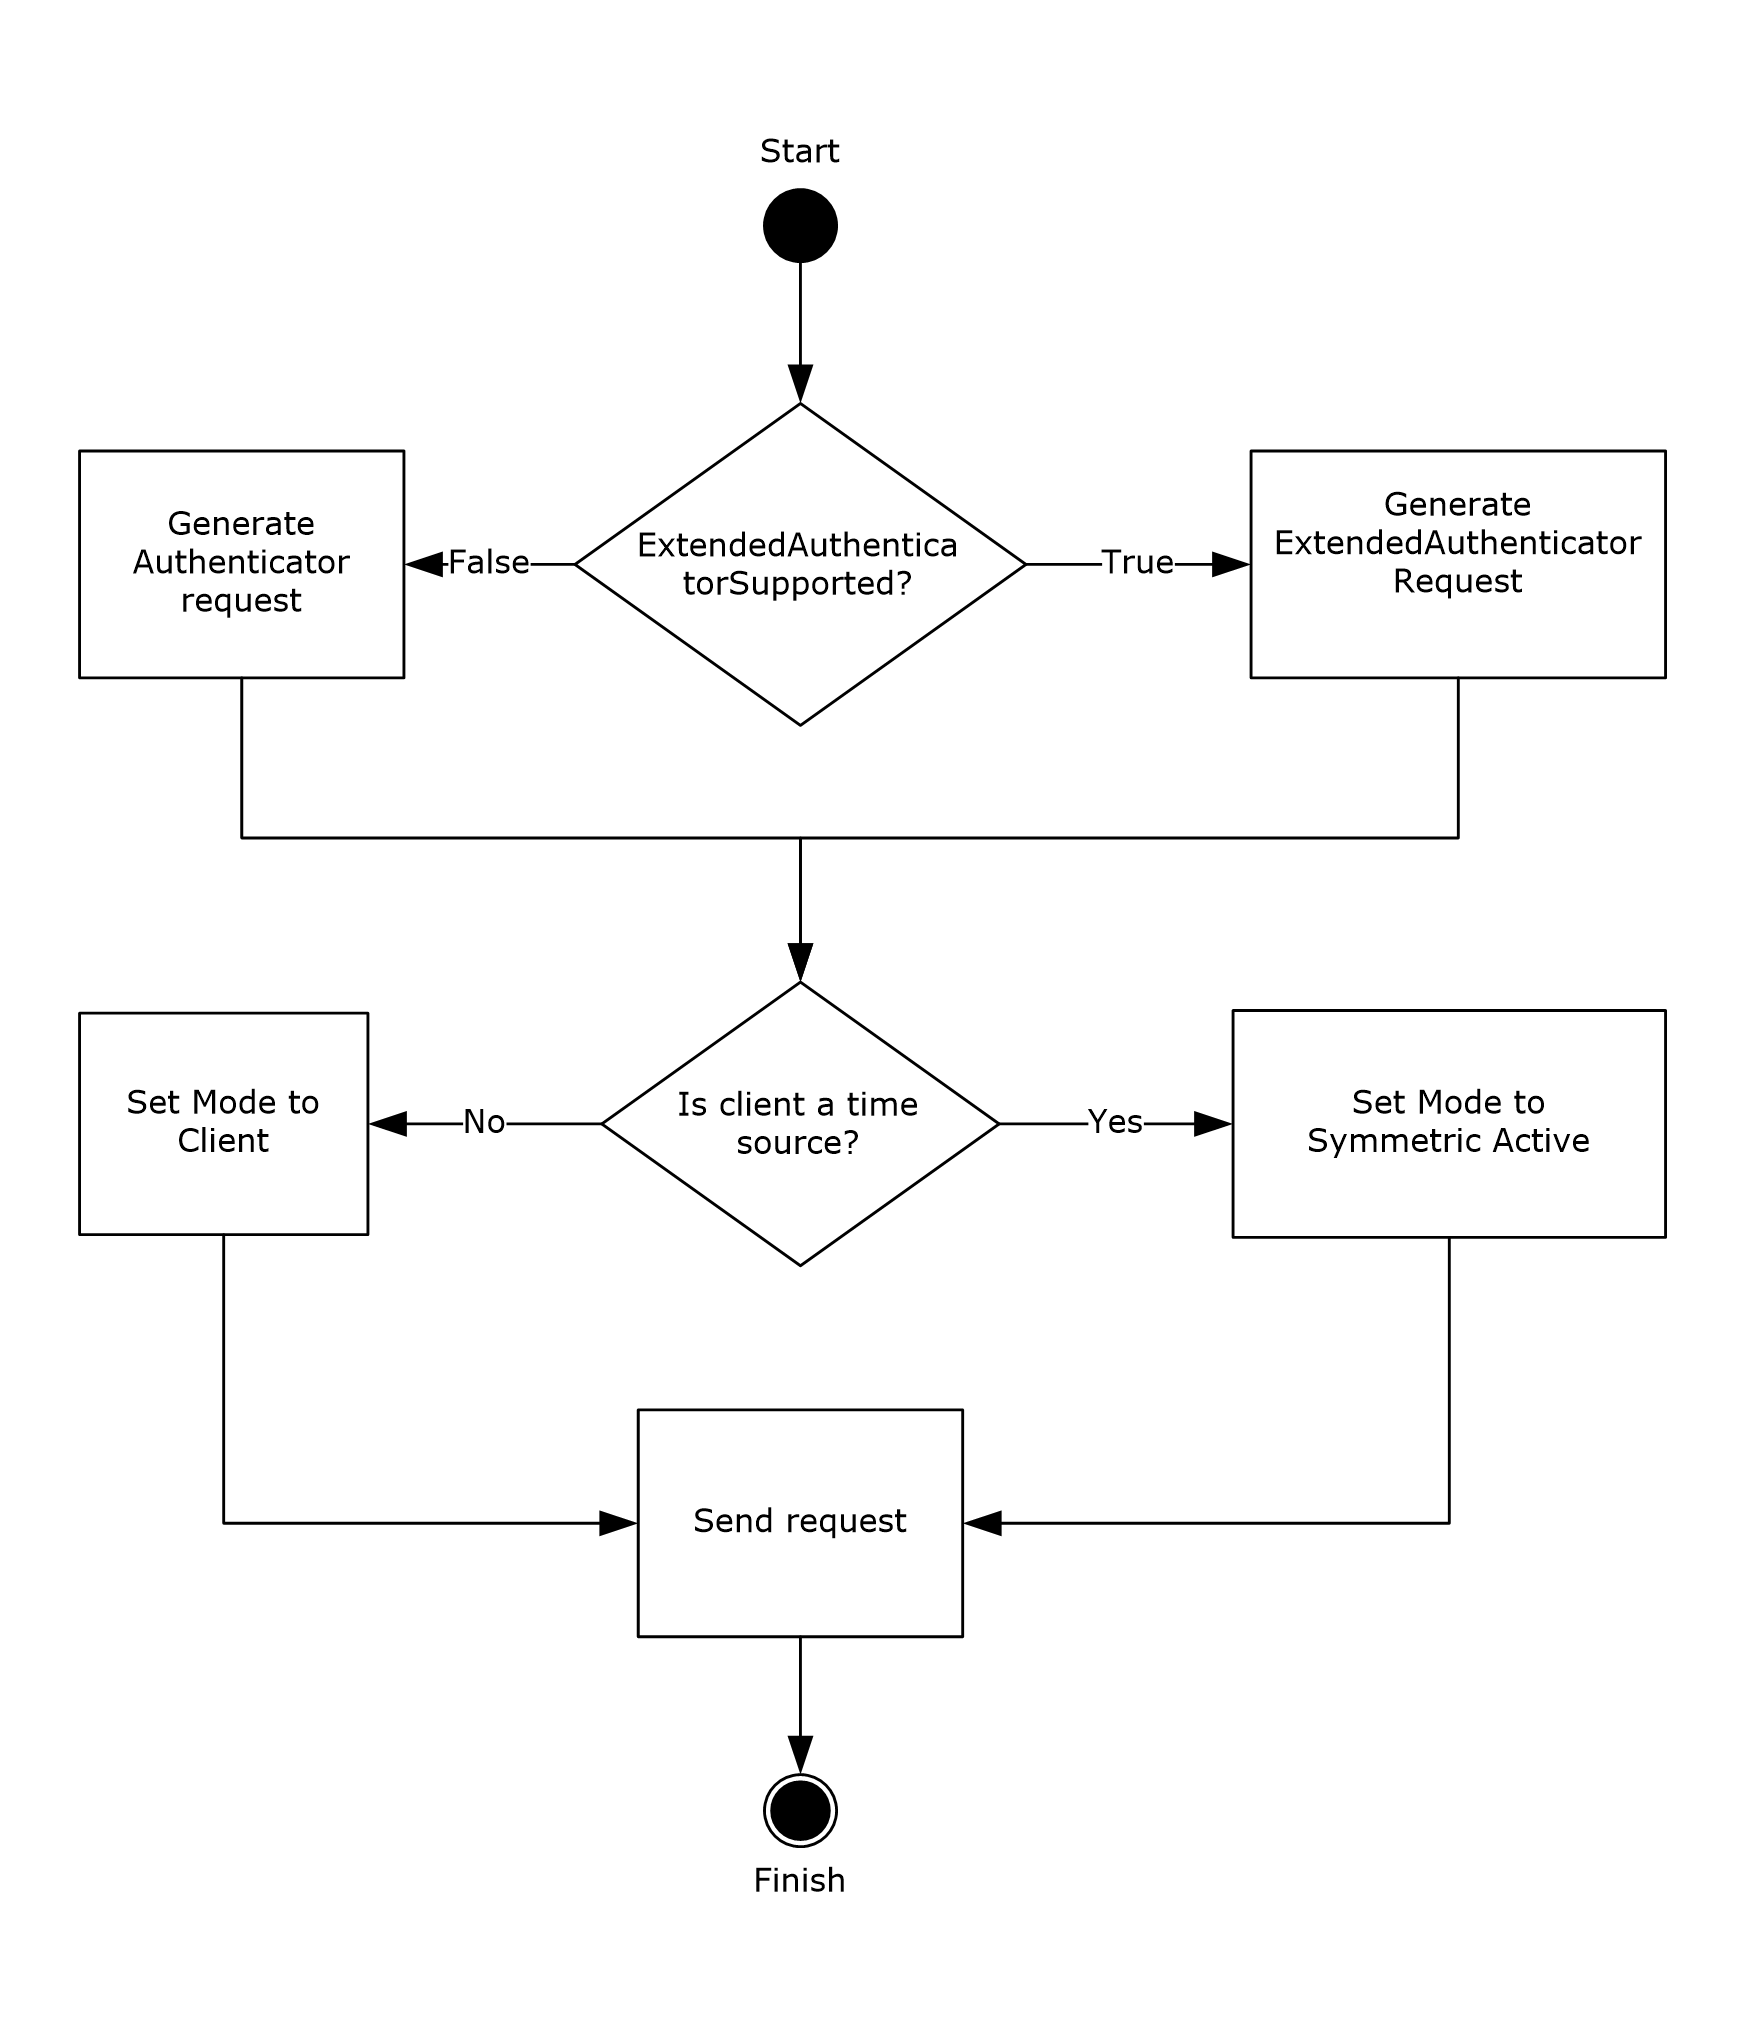 Start
Generate
Authenticator
request
False
ExtendedAuthentica
torSupported?
True
Generate
ExtendedAuthenticator
Request
Set Mode to
Client
No
Is client a time
source?
Yes
Set Mode to
Symmetric Active
Send request
Finish